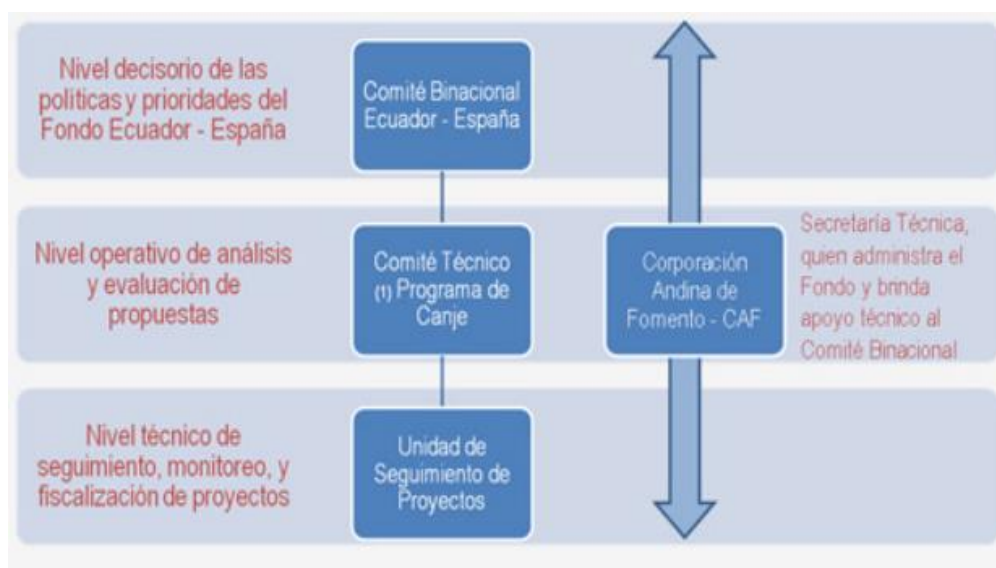 Nivel decisorio de las
políticas y prioridades del
Fondo Ecuador - España
Comité Binacional
Ecuador - España
Nivel operativo de análisis
y evaluación de
propuestas
Comité Técnico
(1) Programa de
Canje
Corporación
Andina de
Fomento - CAF
Secretaría Técnica,
quien administra el
Fondo y brinda
apoyo técnico al
Comité Binacional
Nivel técnico de
seguimiento, monitoreo, y
fiscalización de proyectos
Unidad de
Seguimiento de
Proyectos